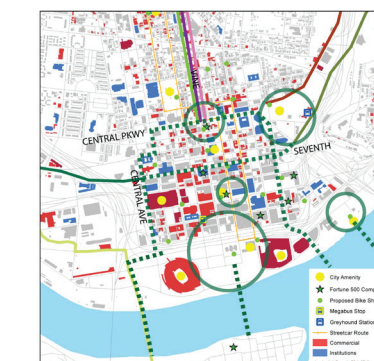 VINE
CENTRAL PKWY
SEVENTH
CENTRAL AVE
City Amenity
Fortune 500 Comp
Proposed Bike Sh
Megabus Stop
Greyhound Station
Streetcar Route
Commercial
Institutions